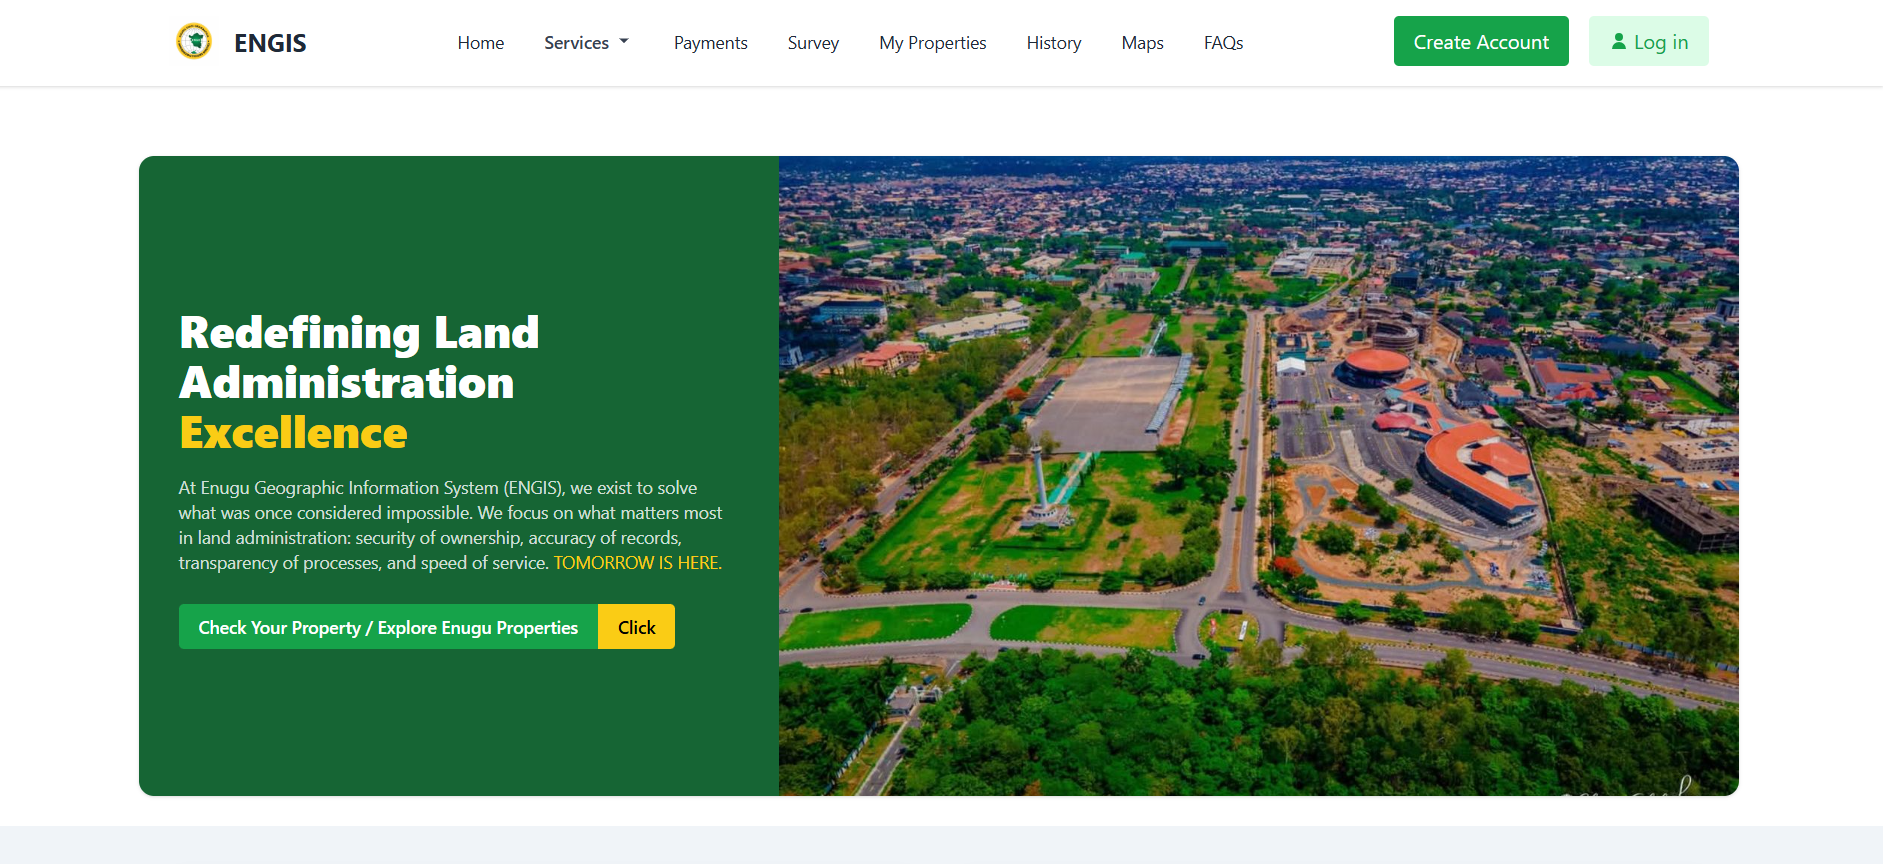 ENGIS
Home
Services
Payments
Survey
My Properties
History
Maps
FAQs
Create Account
Log in
Redefining Land
Administration
Excellence
At Enugu Geographic Information System (ENGIS), we exist to solve
what was once considered impossible. We focus on what matters most
in land administration: security of ownership, accuracy of records,
transparency of processes, and speed of service. TOMORROW IS HERE.
Check Your Property / Explore Enugu Properties
Click